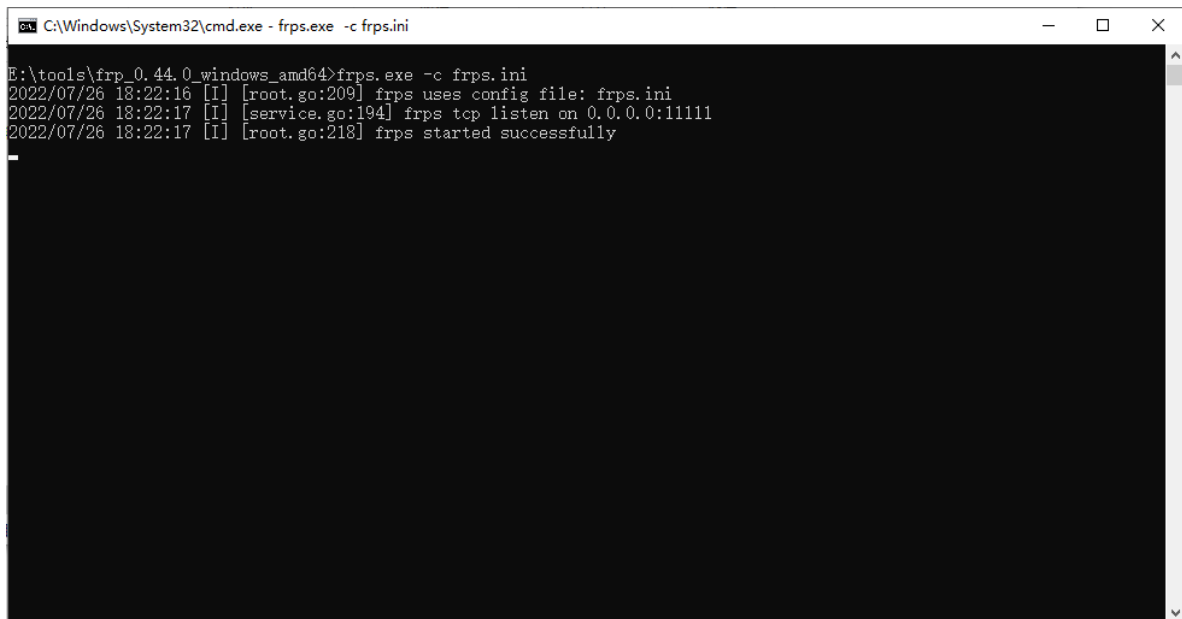 C:\Windows\System32\cmd.exe - frps.exe -c frps.ini
E:\tools\frp_0.44.0_windows_amd64>frps.exe -c frps.ini
2022/07/26 18:22:16 [I] [root.go:209] frps uses config file: frps.ini
2022/07/26 18:22:17 [I] [service.go:194] frps tcp listen on 0.0.0.0:11111
2022/07/26 18:22:17 [I] [root.go:218] frps started successfully